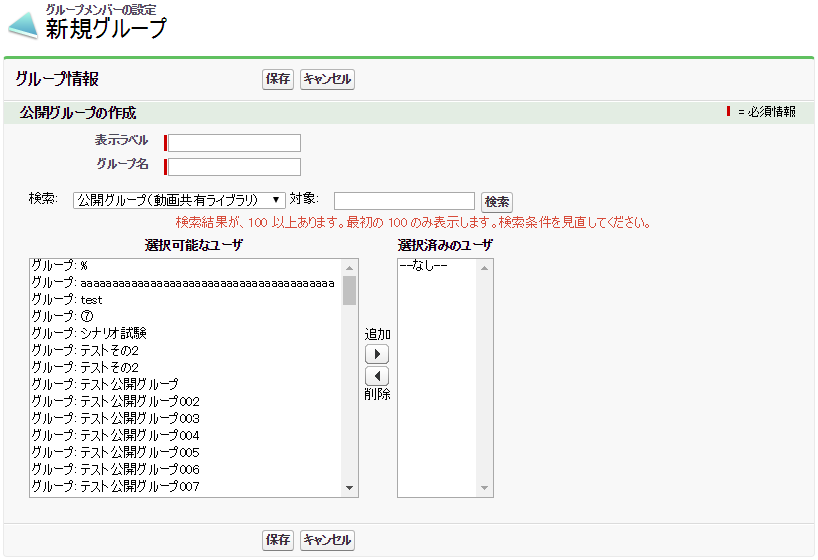 グループメンバーの設定
新規グループ
グループ情報 保存 キャンセル
公開グループの作成 = 必須情報
表示ラベル
グループ名
検索: 公開グループ(動画共有ライブラリ) ▼ 対象: 検索
検索結果が、100 以上あります。最初の 100 のみ表示します。検索条件を見直してください。
選択可能なユーザ 選択済みのユーザ
グループ: % --なし--
グループ: aaaaaaaaaaaaaaaaaaaaaaaaaaaaaaaaaaaaaaaa
グループ: test
グループ: ⑦
グループ: シナリオ試験 追加
グループ: テストその2
グループ: テストその2
グループ: テスト公開グループ 削除
グループ: テスト公開グループ002
グループ: テスト公開グループ003
グループ: テスト公開グループ004
グループ: テスト公開グループ005
グループ: テスト公開グループ006
グループ: テスト公開グループ007
保存 キャンセル